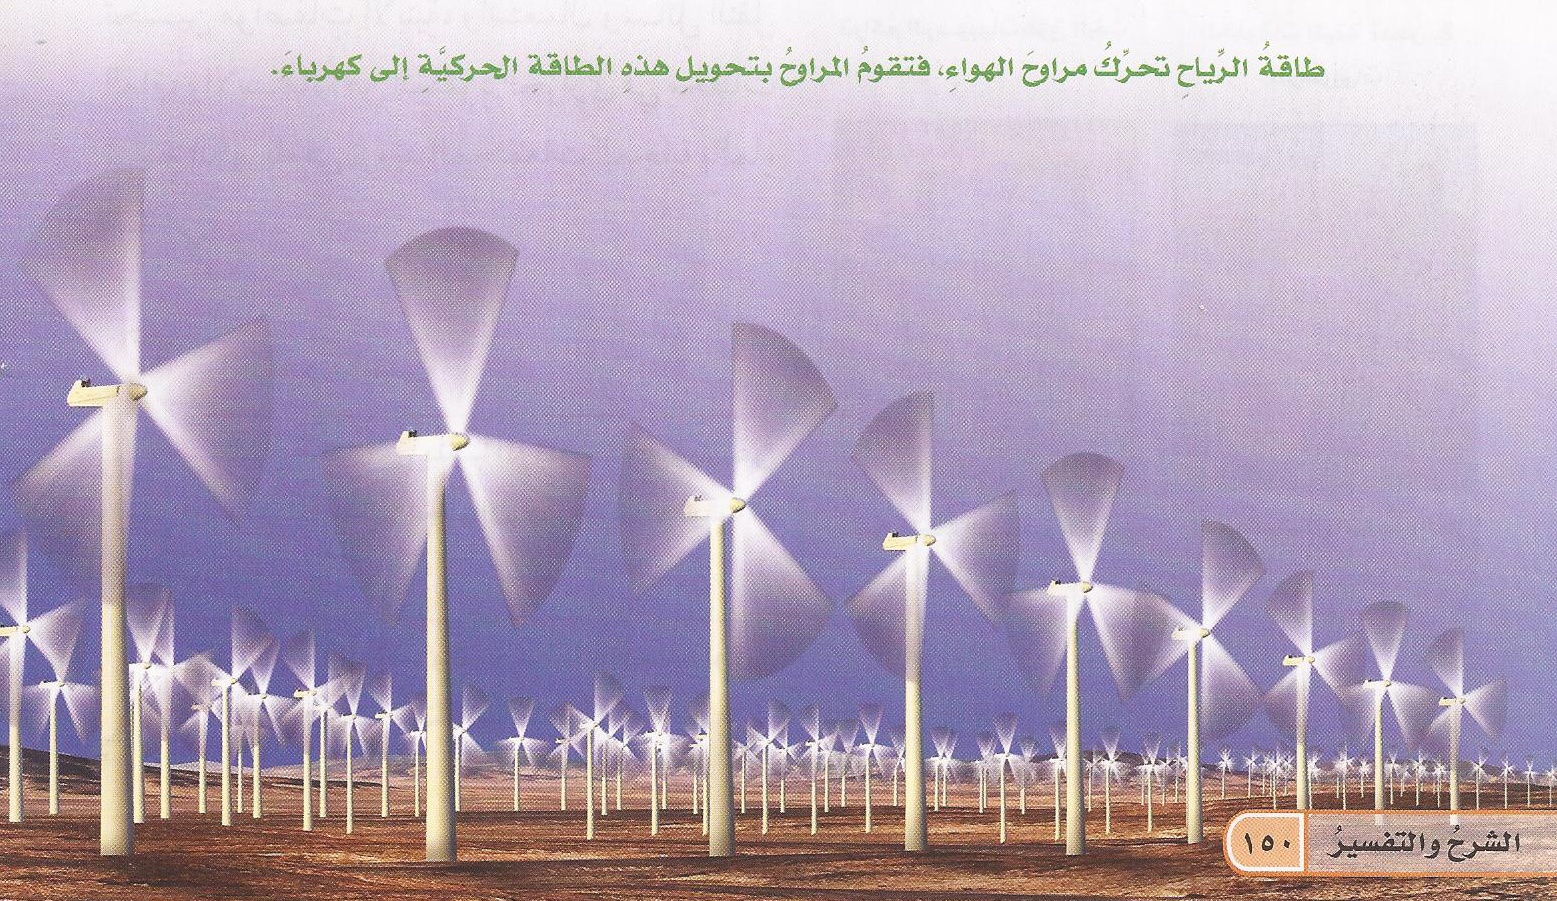 طاقةُ الرِّياحِ تحرِّكُ مراوحَ الهواءِ، فتقومُ المراوحُ بتحويلِ هذهِ الطاقةِ الحركيَّةِ إلى كهرباءَ.
الشرحُ والتفسيرُ ١٥٠